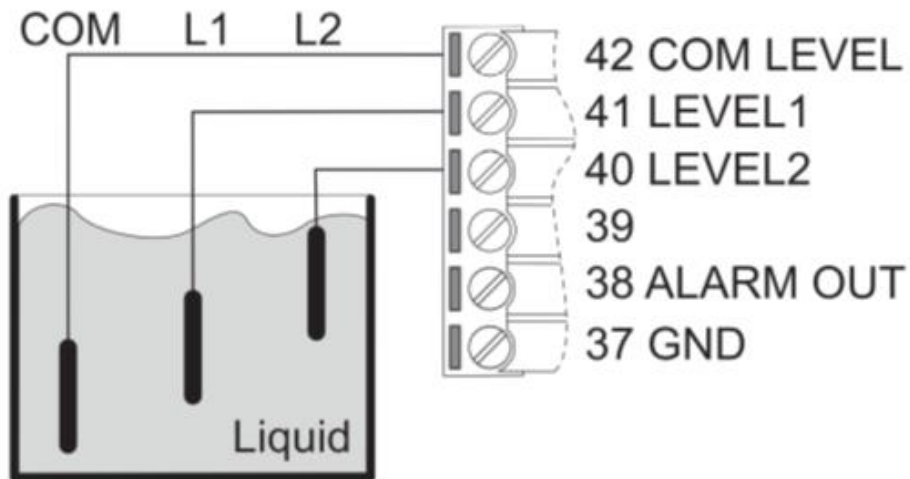 COM L1 L2
42 COM LEVEL
41 LEVEL1
40 LEVEL2
39
38 ALARM OUT
37 GND
Liquid